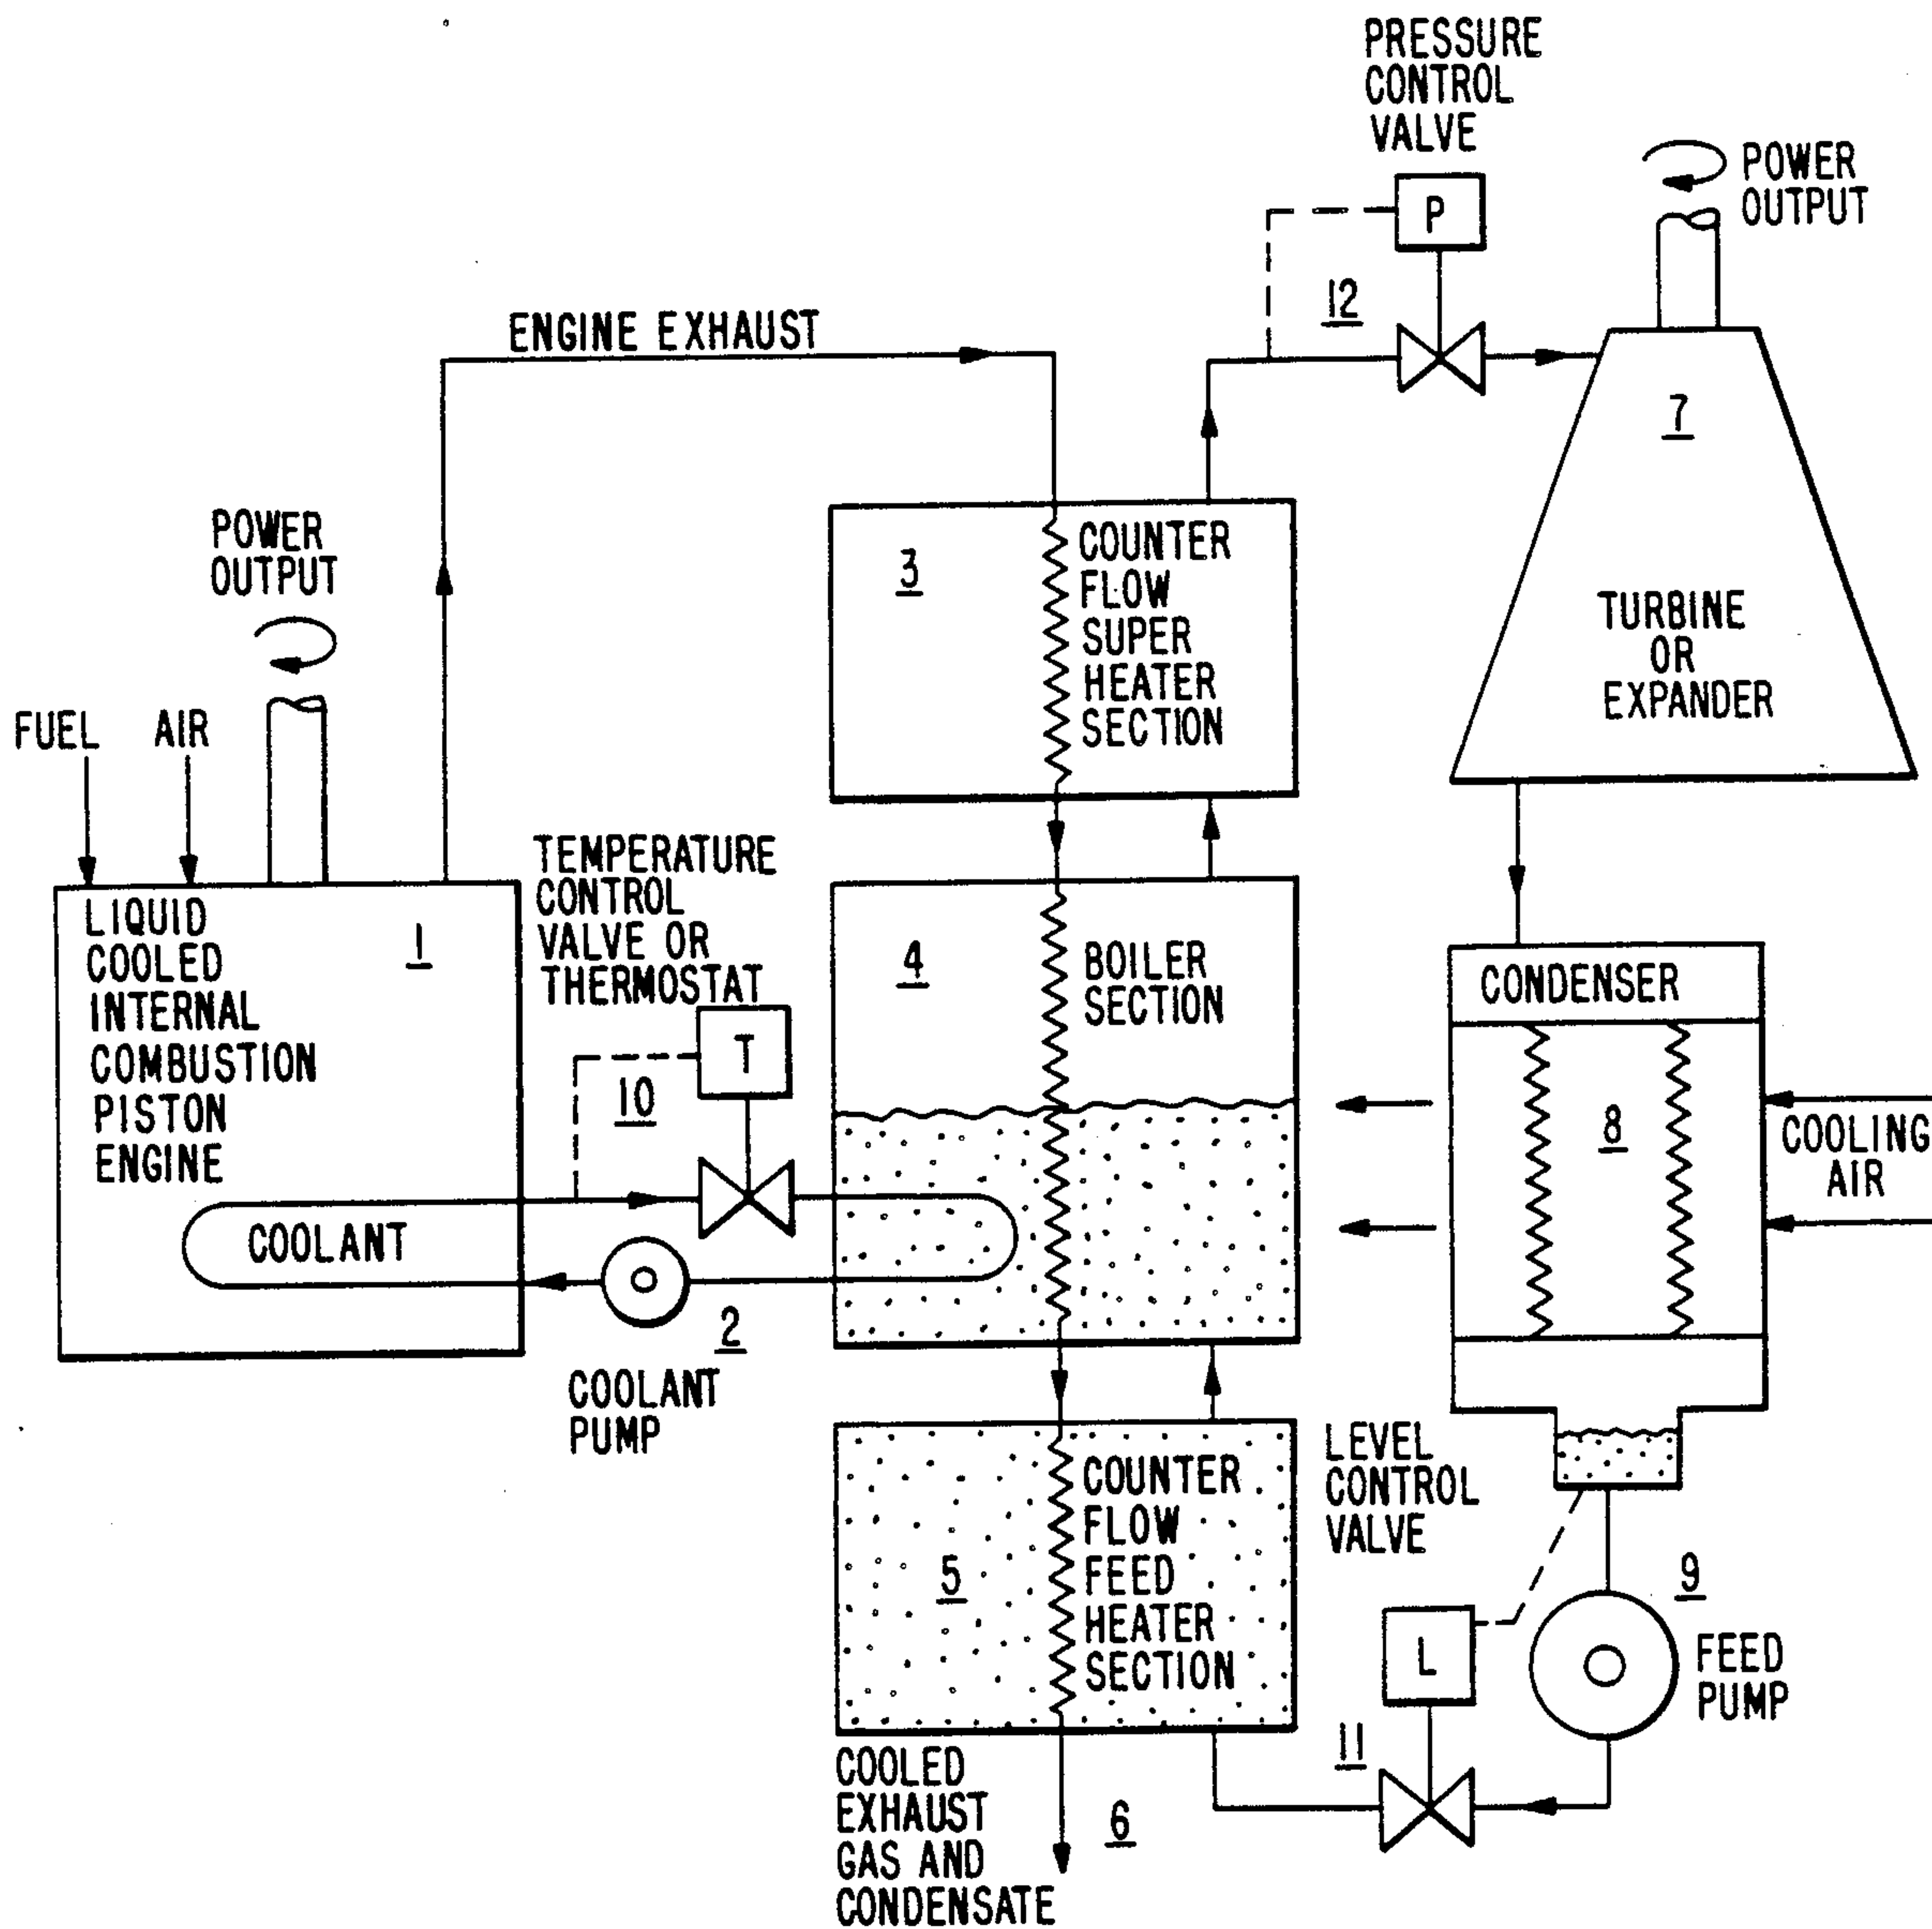 PRESSURE
CONTROL
VALVE
P
POWER
OUTPUT
12
ENGINE EXHAUST
7
TURBINE
OR
EXPANDER
POWER
OUTPUT
3
COUNTER
FLOW
SUPER
HEATER
SECTION
FUEL
AIR
LIQUID
COOLED
INTERNAL
COMBUSTION
PISTON
ENGINE
1
TEMPERATURE
CONTROL
VALVE OR
THERMOSTAT
T
10
4
BOILER
SECTION
CONDENSER
8
COOLING
AIR
COOLANT
2
COOLANT
PUMP
5
COUNTER
FLOW
FEED
HEATER
SECTION
LEVEL
CONTROL
VALVE
L
9
FEED
PUMP
11
COOLED
EXHAUST
GAS AND
CONDENSATE
6